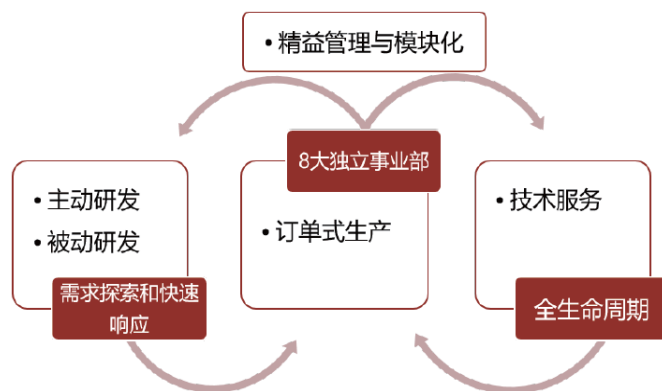 • 精益管理与模块化
8大独立事业部
• 主动研发
• 被动研发
需求探索和快速
响应
• 订单式生产
• 技术服务
全生命周期